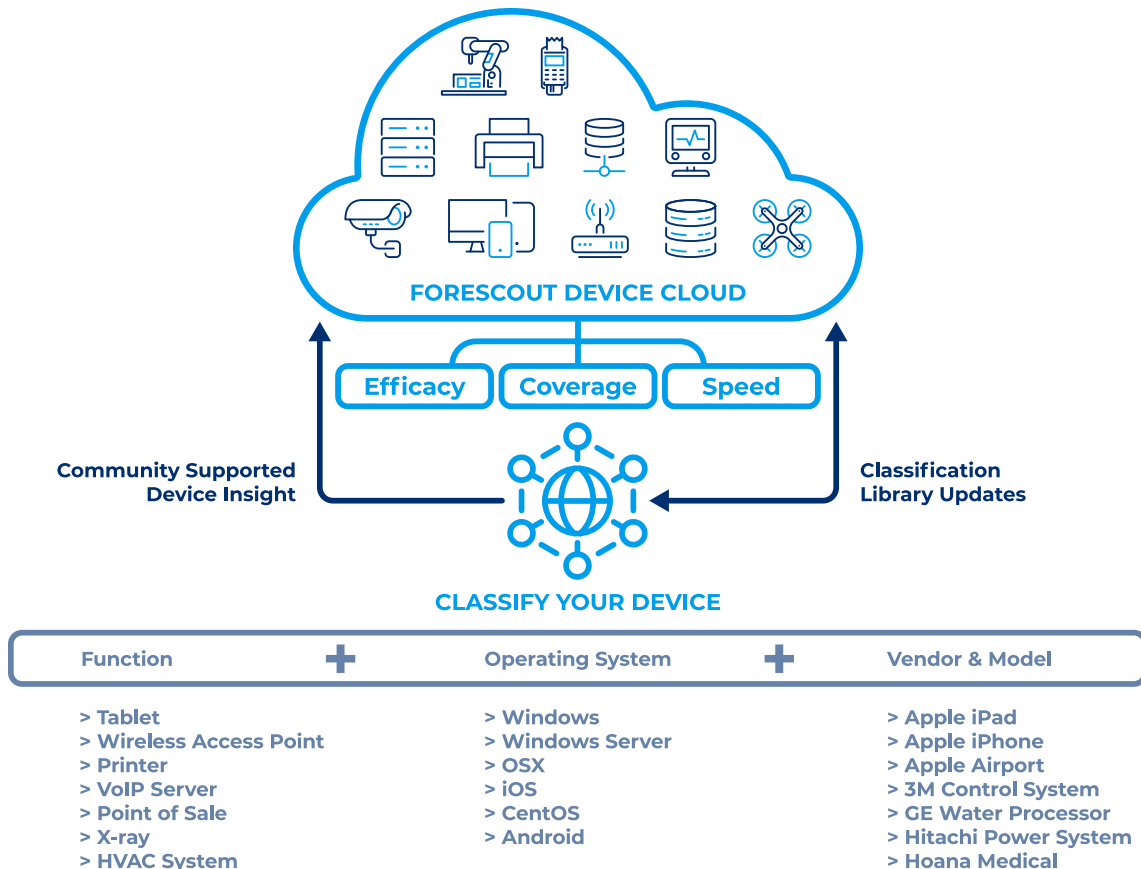 FORESCOUT DEVICE CLOUD
Efficacy
Coverage
Speed
Community Supported
Device Insight
Classification
Library Updates
CLASSIFY YOUR DEVICE
Function + Operating System + Vendor & Model
> Tablet
> Wireless Access Point
> Printer
> VoIP Server
> Point of Sale
> X-ray
> HVAC System
> Windows
> Windows Server
> OSX
> iOS
> CentOS
> Android
> Apple iPad
> Apple iPhone
> Apple Airport
> 3M Control System
> GE Water Processor
> Hitachi Power System
> Hoana Medical